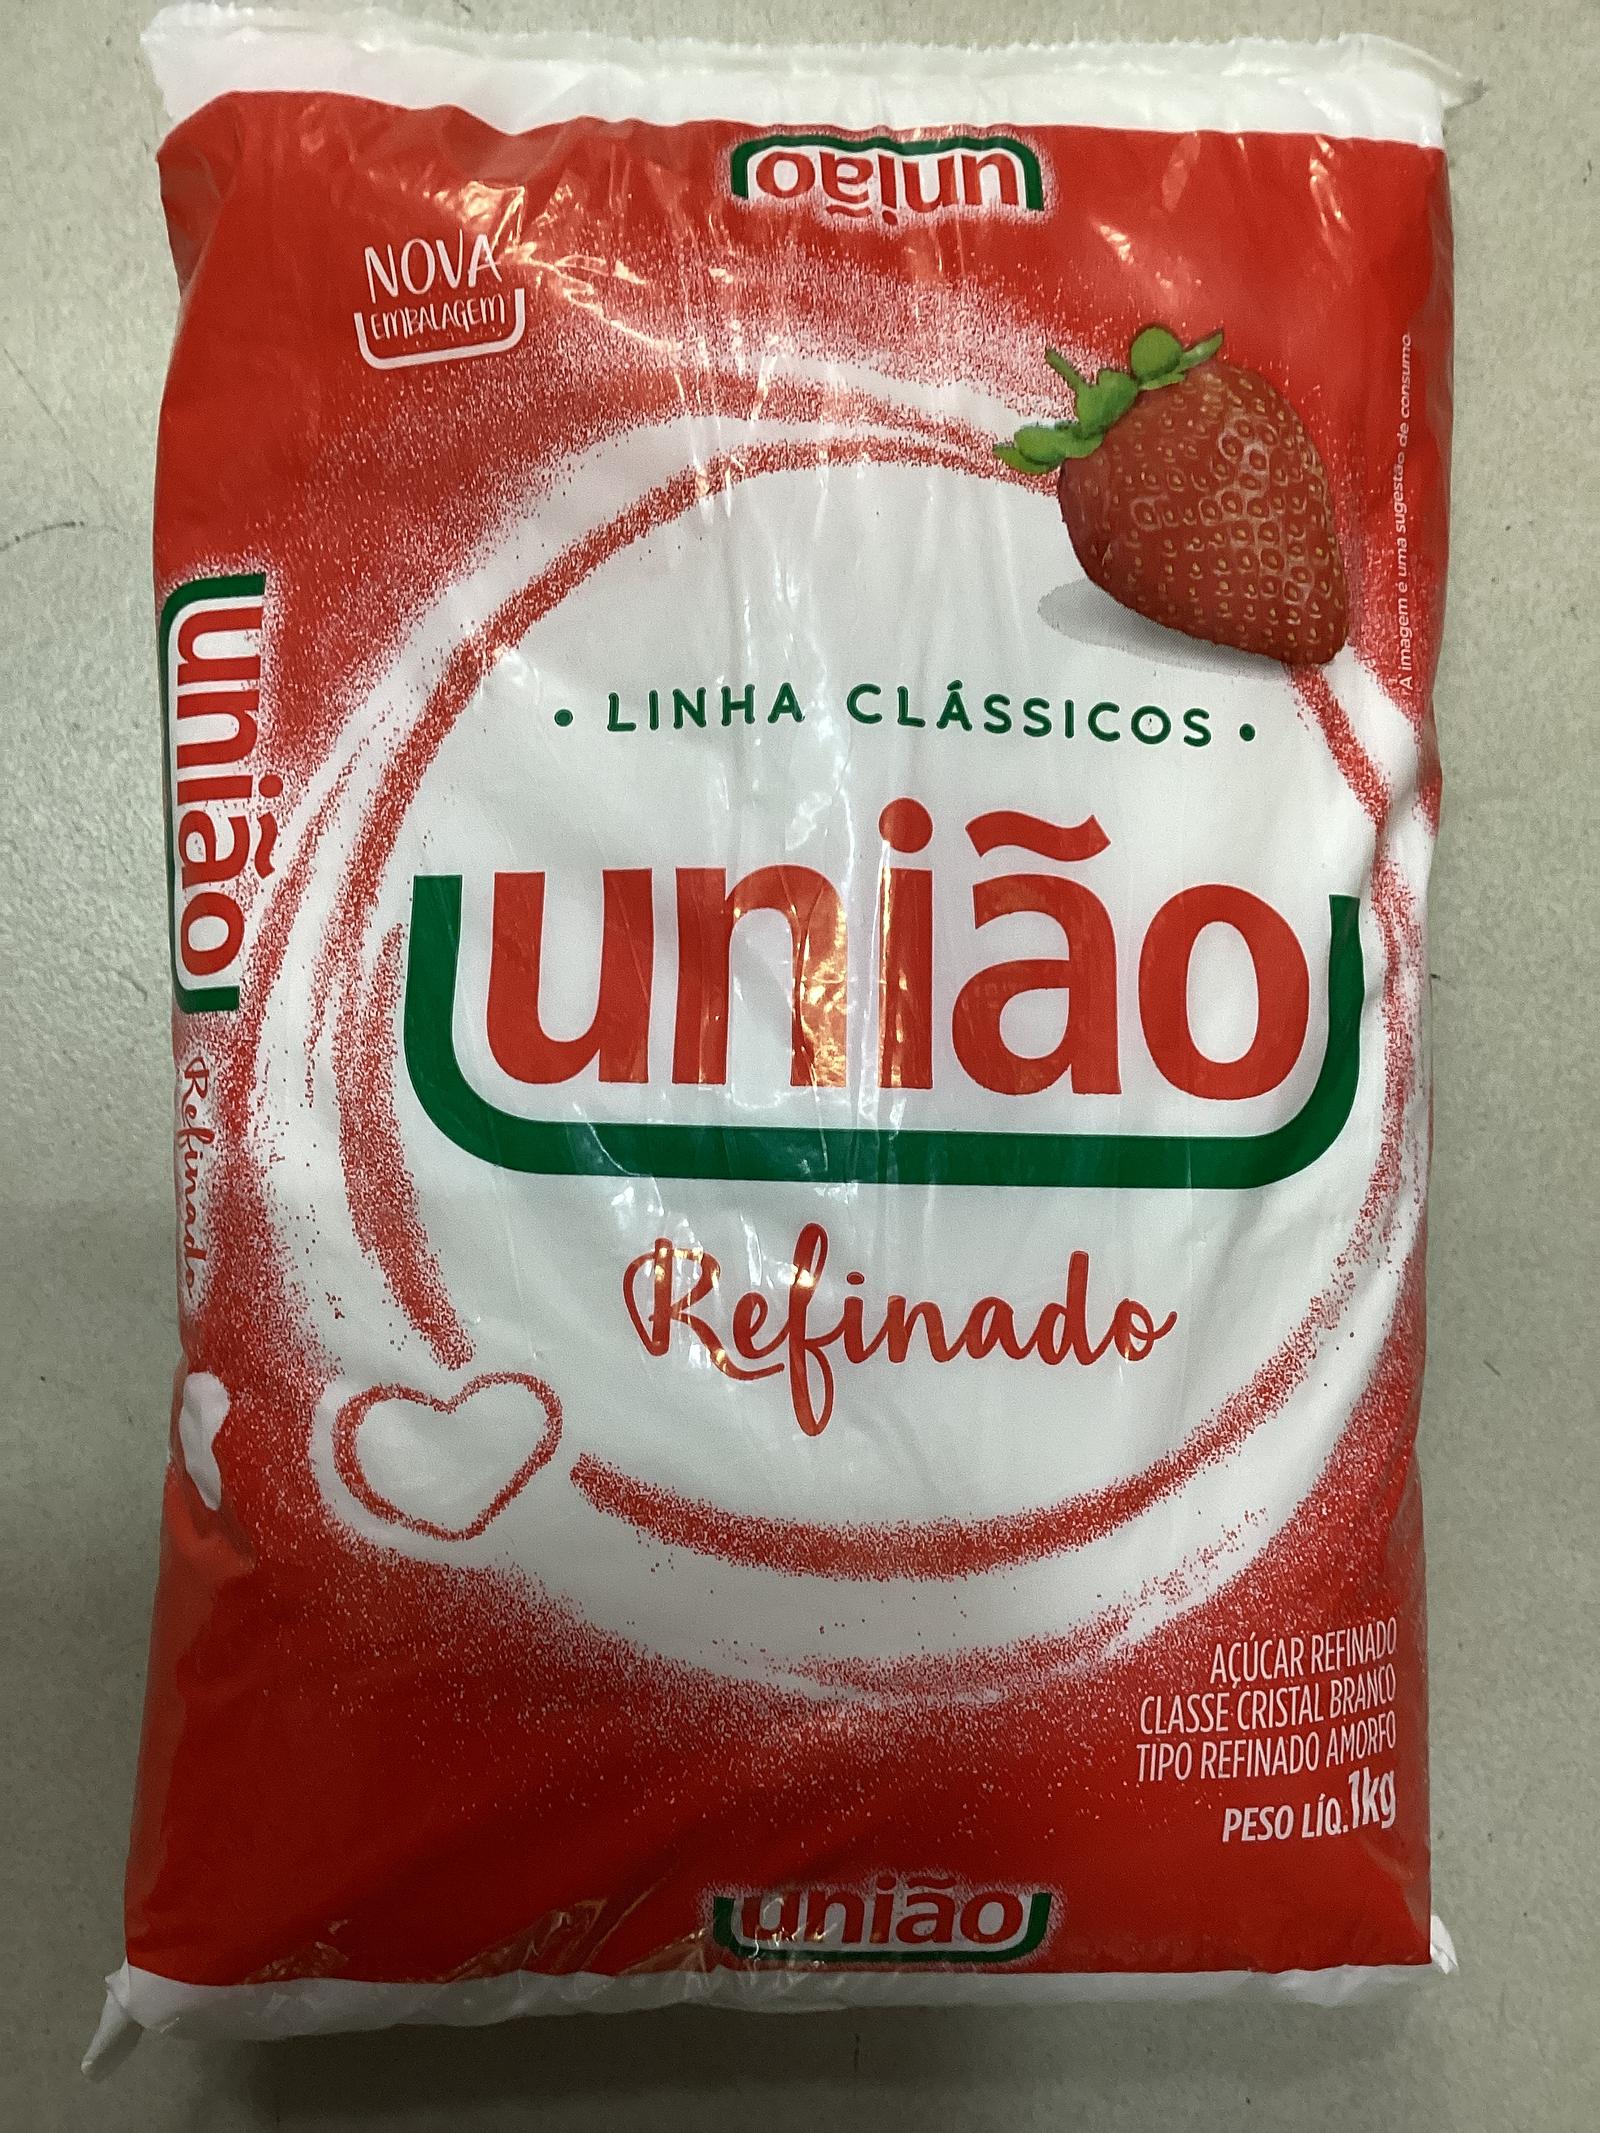 união
NOVA
EMBALAGEM
A imagem é uma sugestão de consumo.
• LINHA CLÁSSICOS •
união
Refinado
união
Refinado
AÇÚCAR REFINADO
CLASSE CRISTAL BRANCO
TIPO REFINADO AMORFO
PESO LÍQ.1kg
união